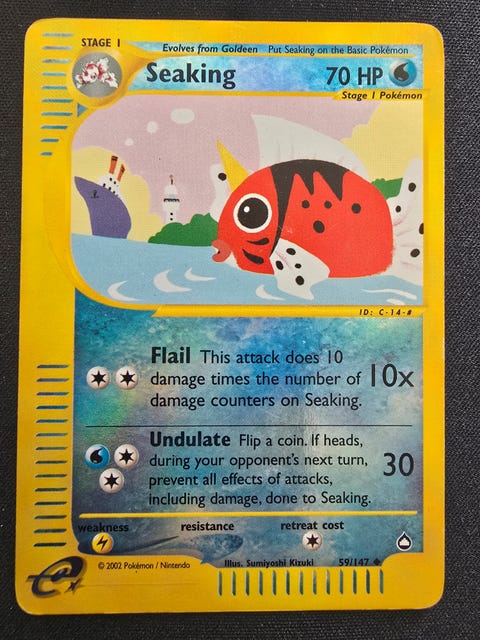 STAGE 1
Evolves from Goldeen Put Seaking on the Basic Pokémon
Seaking 70 HP
Stage 1 Pokémon
ID: C-14-#
Flail This attack does 10
damage times the number of
damage counters on Seaking.
10x
Undulate Flip a coin. If heads,
during your opponent's next turn,
prevent all effects of attacks,
including damage, done to Seaking.
30
weakness resistance retreat cost
© 2002 Pokémon / Nintendo Illus. Sumiyoshi Kizuki 59/147
e